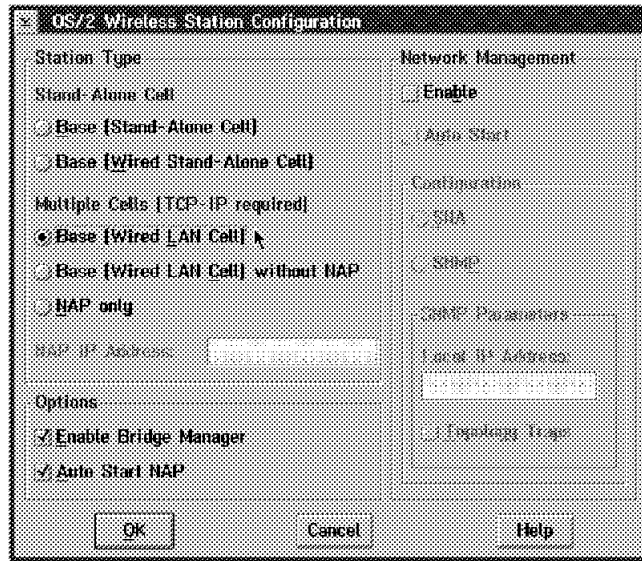 OS/2 Wireless Station Configuration
Station Type
Stand-Alone Cell
Base (Stand-Alone Cell)
Base (Wired Stand-Alone Cell)
Multiple Cells (TCP-IP required)
Base (Wired LAN Cell)
Base (Wired LAN Cell) without NAP
NAP only
NAP IP Address:
Options
Enable Bridge Manager
Auto Start NAP
Network Management
Enable
Auto Start
Configuration
SNA
SNMP
SNMP Parameters
Local IP Address:
Topology Traps
OK
Cancel
Help